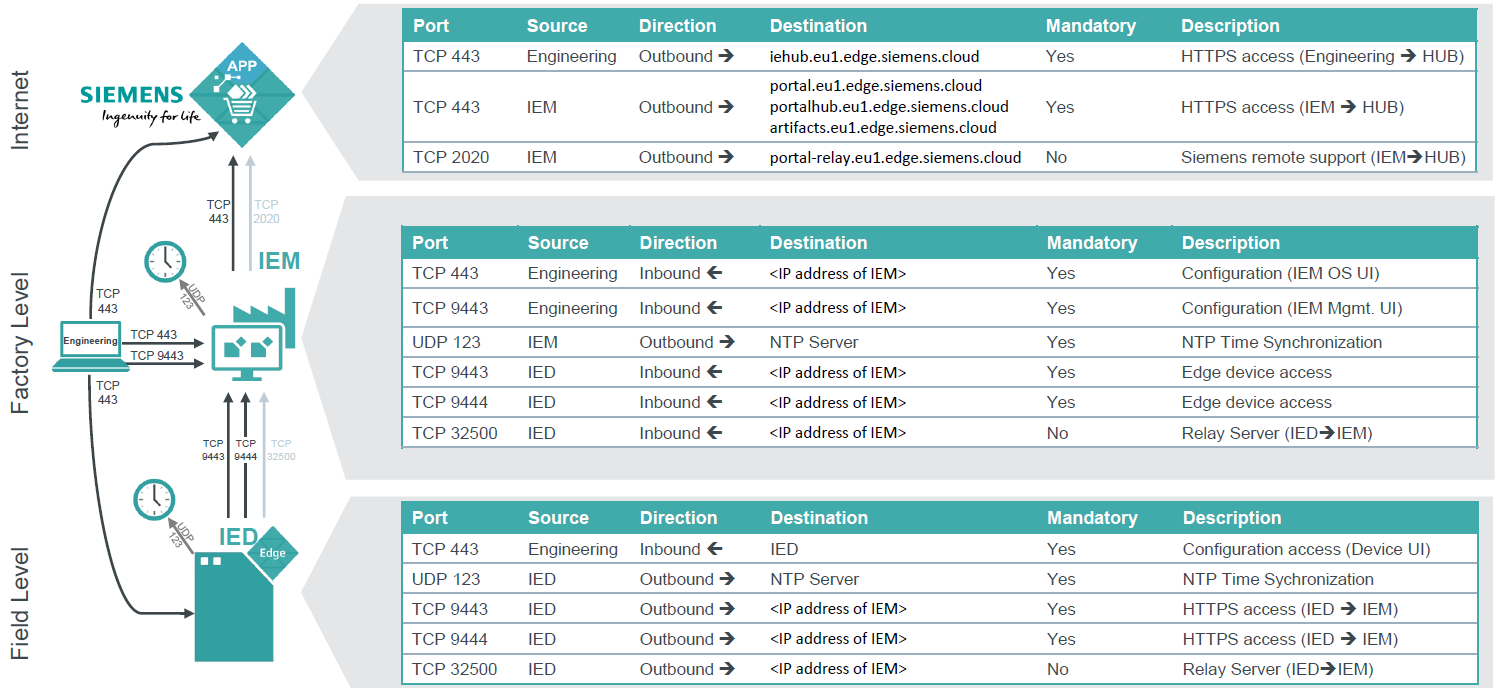 Internet
SIEMENS
Ingenuity for life
APP
TCP
443
TCP
2020
Port Source Direction Destination Mandatory Description
TCP 443 Engineering Outbound → iehub.eu1.edge.siemens.cloud Yes HTTPS access (Engineering → HUB)
portal.eu1.edge.siemens.cloud
TCP 443 IEM Outbound → portalhub.eu1.edge.siemens.cloud Yes HTTPS access (IEM → HUB)
artifacts.eu1.edge.siemens.cloud
TCP 2020 IEM Outbound → portal-relay.eu1.edge.siemens.cloud No Siemens remote support (IEM→HUB)
Factory Level
IEM
UDP
123
TCP
443
Engineering
TCP 443
TCP 9443
TCP
443
TCP
9443
TCP
9444
TCP
32500
Port Source Direction Destination Mandatory Description
TCP 443 Engineering Inbound ← <IP address of IEM> Yes Configuration (IEM OS UI)
TCP 9443 Engineering Inbound ← <IP address of IEM> Yes Configuration (IEM Mgmt. UI)
UDP 123 IEM Outbound → NTP Server Yes NTP Time Synchronization
TCP 9443 IED Inbound ← <IP address of IEM> Yes Edge device access
TCP 9444 IED Inbound ← <IP address of IEM> Yes Edge device access
TCP 32500 IED Inbound ← <IP address of IEM> No Relay Server (IED→IEM)
Field Level
UDP
123
IED
Edge
Port Source Direction Destination Mandatory Description
TCP 443 Engineering Inbound ← IED Yes Configuration access (Device UI)
UDP 123 IED Outbound → NTP Server Yes NTP Time Sychronization
TCP 9443 IED Outbound → <IP address of IEM> Yes HTTPS access (IED → IEM)
TCP 9444 IED Outbound → <IP address of IEM> Yes HTTPS access (IED → IEM)
TCP 32500 IED Outbound → <IP address of IEM> No Relay Server (IED→IEM)